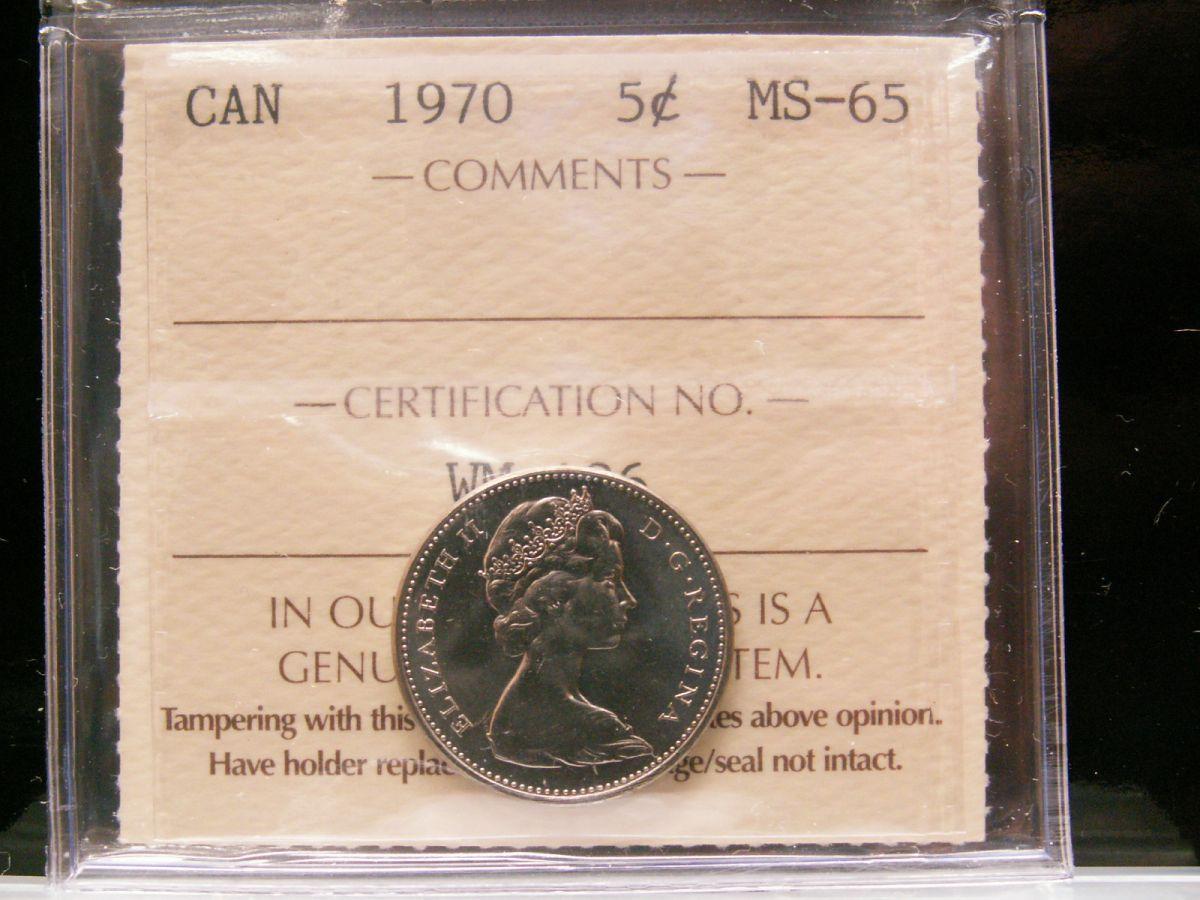 CAN 1970 5¢ MS-65
— COMMENTS —
— CERTIFICATION NO. —
IN OU S IS A
GENU TEM.
Tampering with this es above opinion.
Have holder replac ge/seal not intact.
ELIZABETH II D·G·REGINA